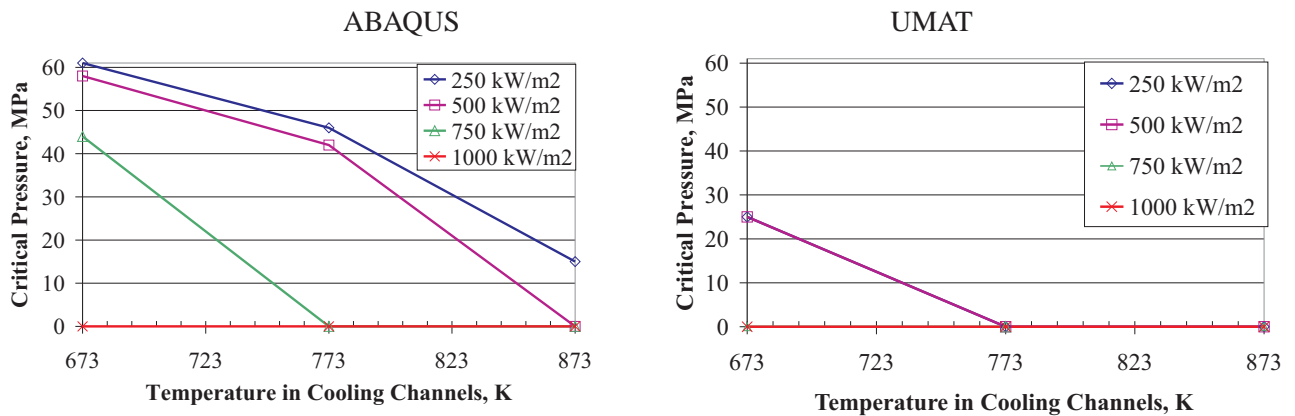 ABAQUS
Critical Pressure, MPa
60
50
40
30
20
10
0
673
723
773
823
873
Temperature in Cooling Channels, K
250 kW/m2
500 kW/m2
750 kW/m2
1000 kW/m2
UMAT
Critical Pressure, MPa
60
50
40
30
20
10
0
673
723
773
823
873
Temperature in Cooling Channels, K
250 kW/m2
500 kW/m2
750 kW/m2
1000 kW/m2